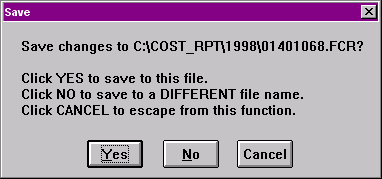 Save
Save changes to C:\COST_RPT\1998\01401068.FCR?
Click YES to save to this file.
Click NO to save to a DIFFERENT file name.
Click CANCEL to escape from this function.
Yes
No
Cancel